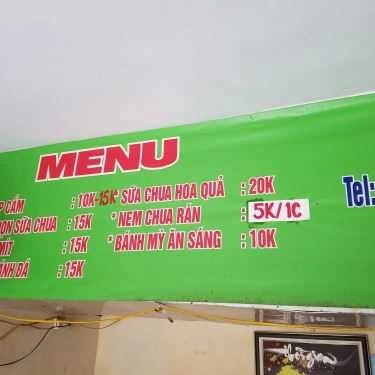 MENU
P CẨM : 10K-15K
ON SỮA CHUA : 15K
MÍT : 15K
ÁNH ĐÁ : 15K
* SỮA CHUA HOA QUẢ : 20K
* NEM CHUA RÁN : 5K/1C
* BÁNH MỲ ĂN SÁNG : 10K
Tel: